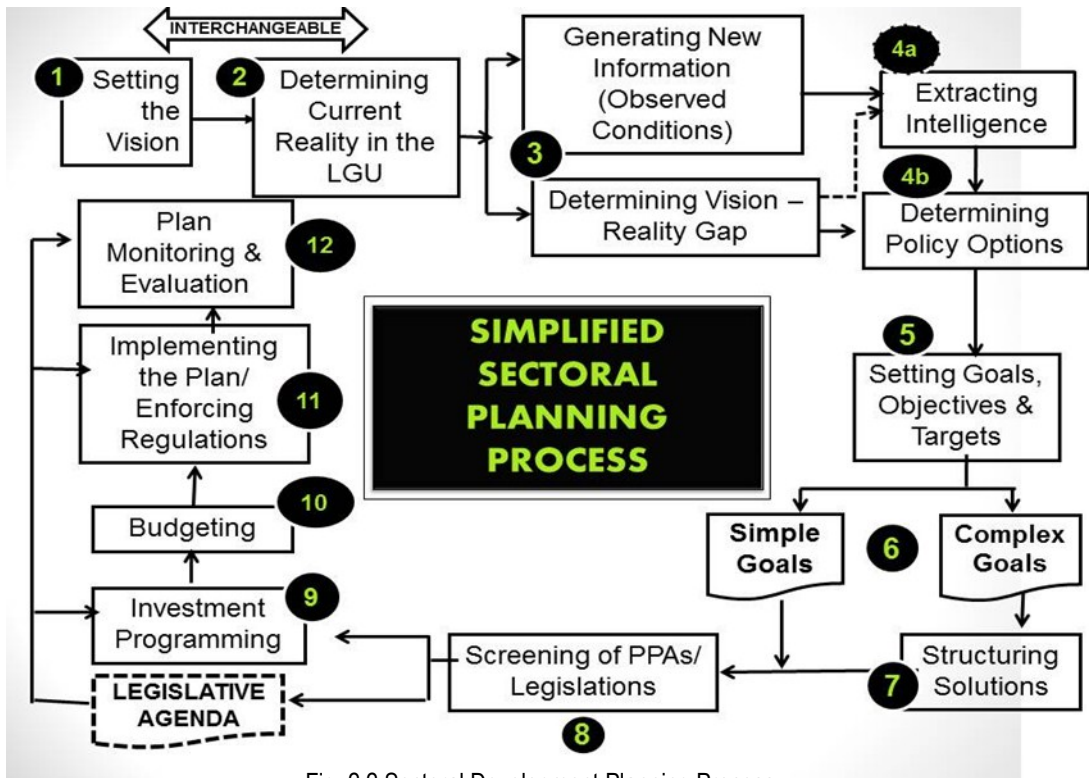 INTERCHANGEABLE
1
Setting
the
Vision
2
Determining
Current
Reality in the
LGU
Generating New
Information
(Observed
Conditions)
3
Determining Vision –
Reality Gap
4a
Extracting
Intelligence
4b
Determining
Policy Options
5
Setting Goals,
Objectives &
Targets
6
Simple
Goals
Complex
Goals
7
Structuring
Solutions
Screening of PPAs/
Legislations
8
9
Investment
Programming
LEGISLATIVE
AGENDA
10
Budgeting
11
Implementing
the Plan/
Enforcing
Regulations
12
Plan
Monitoring &
Evaluation
SIMPLIFIED
SECTORAL
PLANNING
PROCESS